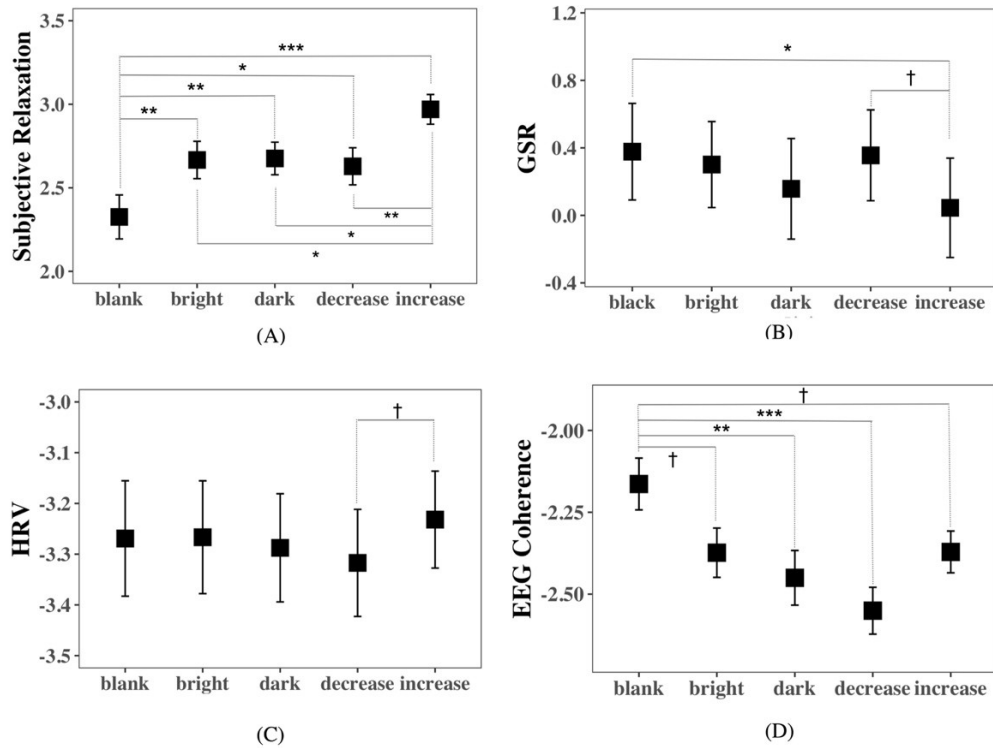 Subjective Relaxation
3.5
3.0
2.5
2.0
***
*
**
**
**
*
*
blank bright dark decrease increase
(A)
GSR
1.2
0.8
0.4
0.0
-0.4
*
†
black bright dark decrease increase
(B)
HRV
-3.0
-3.1
-3.2
-3.3
-3.4
-3.5
†
blank bright dark decrease increase
(C)
EEG Coherence
-2.00
-2.25
-2.50
†
***
**
†
blank bright dark decrease increase
(D)